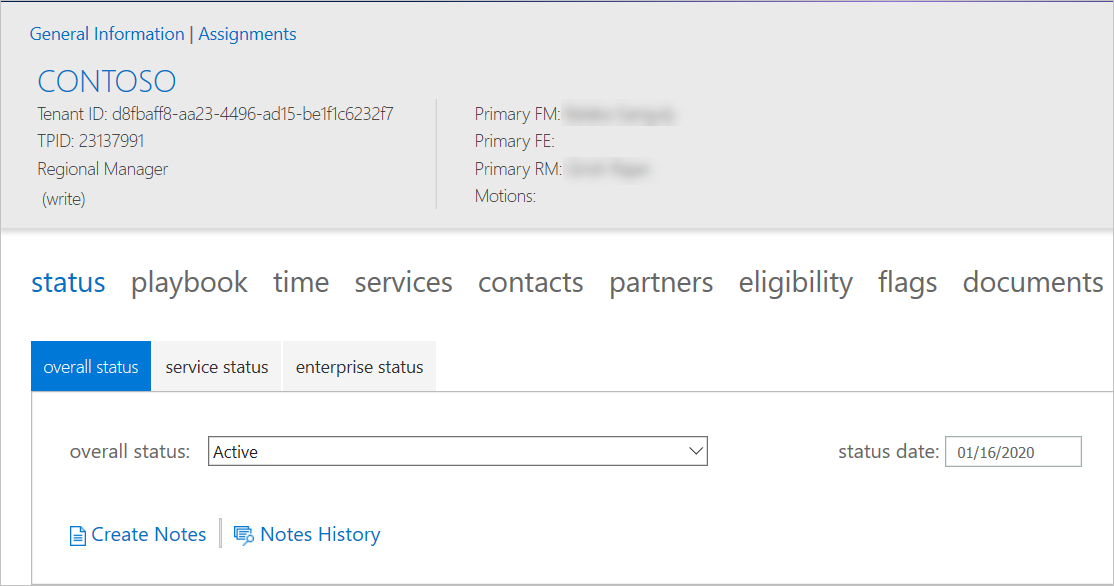 General Information | Assignments
CONTOSO
Tenant ID: d8fbaff8-aa23-4496-ad15-be1f1c6232f7
TPID: 23137991
Regional Manager
(write)
Primary FM:
Primary FE:
Primary RM:
Motions:
status playbook time services contacts partners eligibility flags documents
overall status service status enterprise status
overall status: Active status date: 01/16/2020
Create Notes Notes History